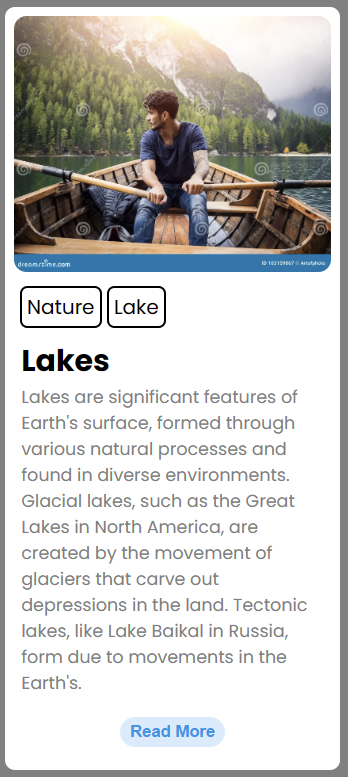 dreamstime.com
ID 103159867 © Artofphoto
Nature
Lake
Lakes
Lakes are significant features of
Earth's surface, formed through
various natural processes and
found in diverse environments.
Glacial lakes, such as the Great
Lakes in North America, are
created by the movement of
glaciers that carve out
depressions in the land. Tectonic
lakes, like Lake Baikal in Russia,
form due to movements in the
Earth's.
Read More